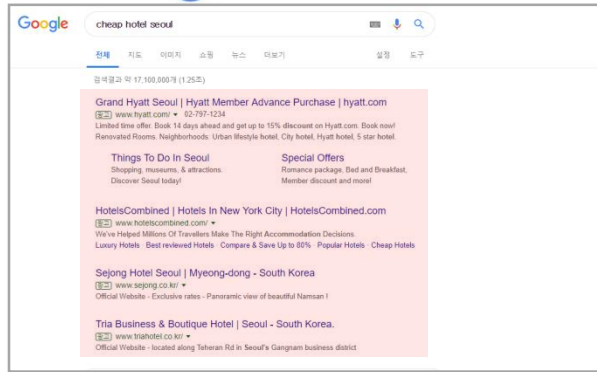 Google
cheap hotel seoul
전체 지도 이미지 쇼핑 뉴스 더보기 설정 도구
검색결과 약 17,100,000개 (1.25초)
Grand Hyatt Seoul | Hyatt Member Advance Purchase | hyatt.com
광고 www.hyatt.com/ 02-797-1234
Limited time offer. Book 14 days ahead and get up to 15% discount on Hyatt.com. Book now!
Renovated Rooms. Neighborhoods: Urban lifestyle hotel, City hotel, Hyatt hotel, 5 star hotel.
Things To Do In Seoul
Shopping, museums, & attractions.
Discover Seoul today!
Special Offers
Romance package, Bed and Breakfast,
Member discount and more!
HotelsCombined | Hotels In New York City | HotelsCombined.com
광고 www.hotelscombined.com/
We've Helped Millions Of Travellers Make The Right Accommodation Decisions.
Luxury Hotels · Best reviewed Hotels · Compare & Save Up to 80% · Popular Hotels · Cheap Hotels
Sejong Hotel Seoul | Myeong-dong - South Korea
광고 www.sejong.co.kr/
Official Website - Exclusive rates - Panoramic view of beautiful Namsan !
Tria Business & Boutique Hotel | Seoul - South Korea.
광고 www.triahotel.co.kr/
Official Website - located along Teheran Rd in Seoul's Gangnam business district